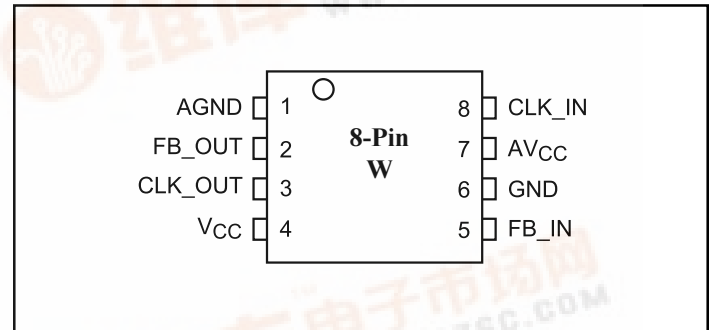 AGND 1 8 CLK_IN
FB_OUT 2 7 AVCC
CLK_OUT 3 6 GND
VCC 4 5 FB_IN
8-Pin
W